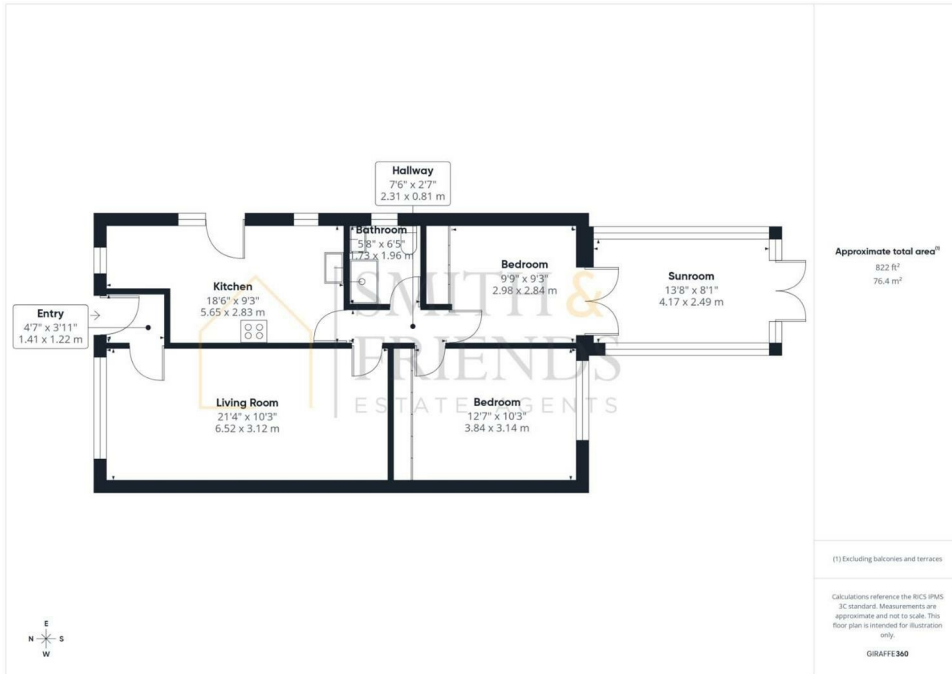 Hallway
7'6" x 2'7"
2.31 x 0.81 m
Bathroom
5'8" x 6'5"
1.73 x 1.96 m
Bedroom
9'9" x 9'3"
2.98 x 2.84 m
Sunroom
13'8" x 8'1"
4.17 x 2.49 m
Kitchen
18'6" x 9'3"
5.65 x 2.83 m
Entry
4'7" x 3'11"
1.41 x 1.22 m
Living Room
21'4" x 10'3"
6.52 x 3.12 m
Bedroom
12'7" x 10'3"
3.84 x 3.14 m
SMITH &
FRIENDS
ESTATE AGENTS
E
N S
W
Approximate total area(1)
822 ft²
76.4 m²
(1) Excluding balconies and terraces
Calculations reference the RICS IPMS
3C standard. Measurements are
approximate and not to scale. This
floor plan is intended for illustration
only.
GIRAFFE360